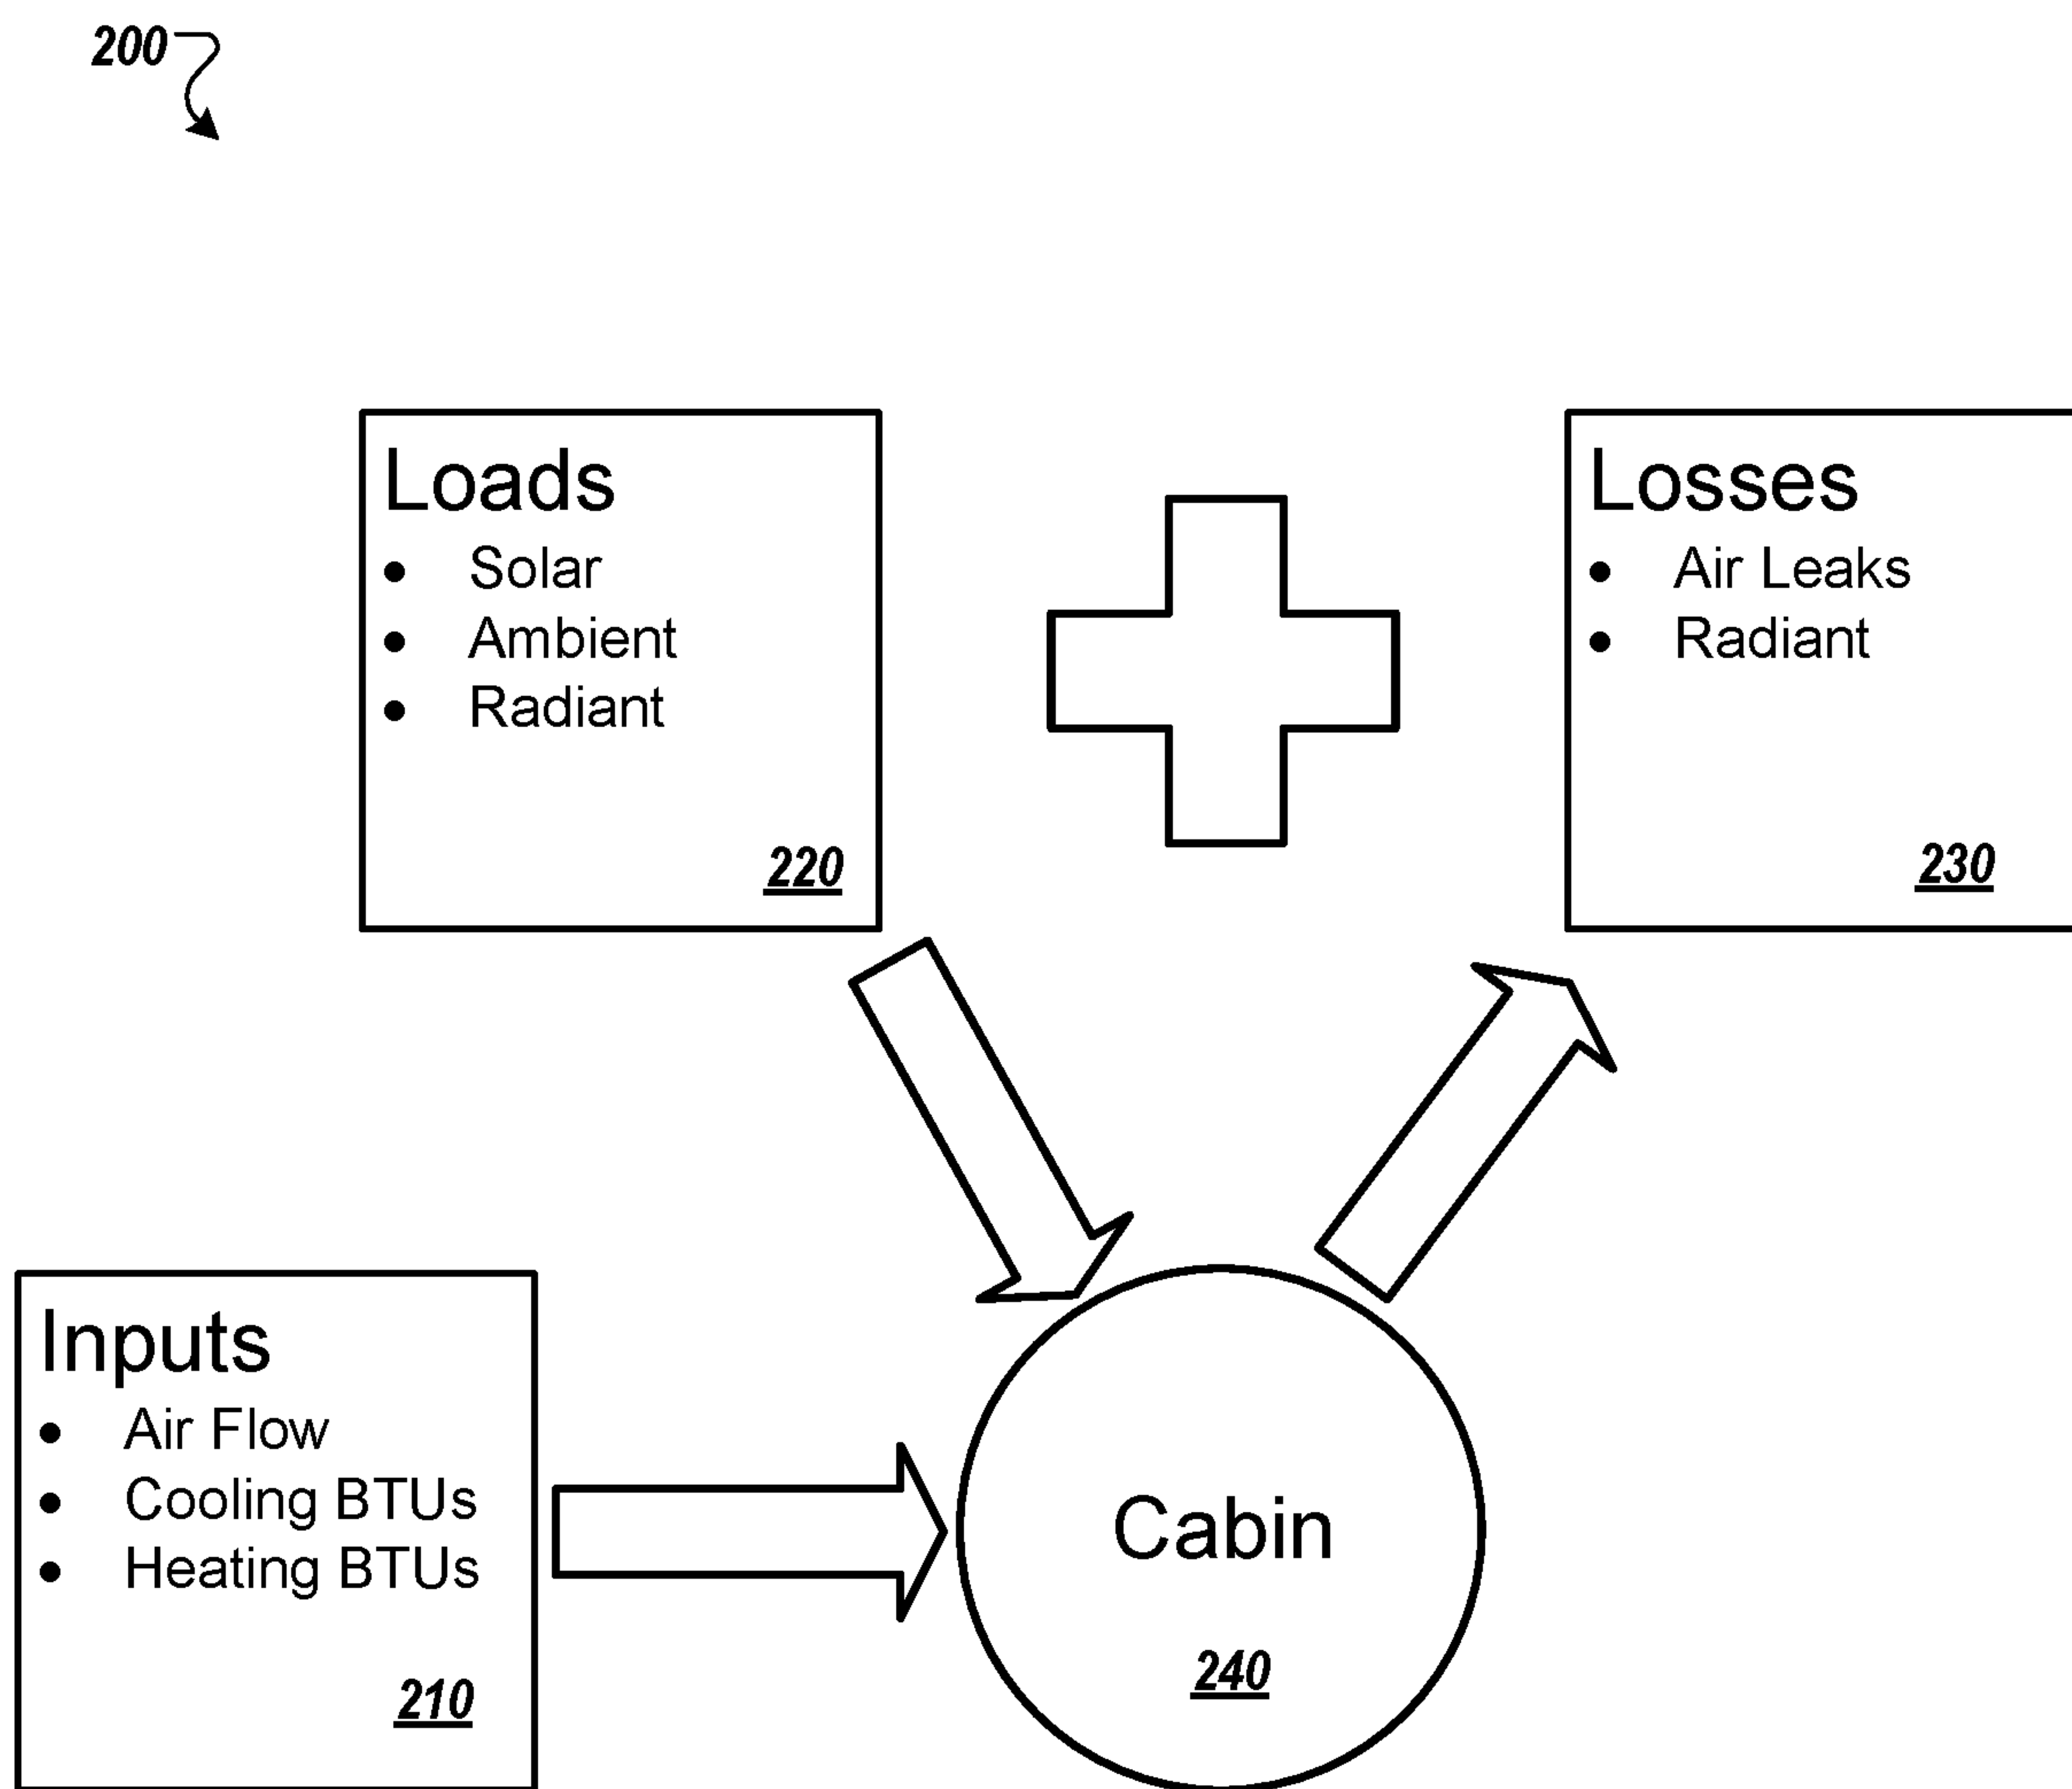 200
Loads
• Solar
• Ambient
• Radiant
220
Losses
• Air Leaks
• Radiant
230
Inputs
• Air Flow
• Cooling BTUs
• Heating BTUs
210
Cabin
240